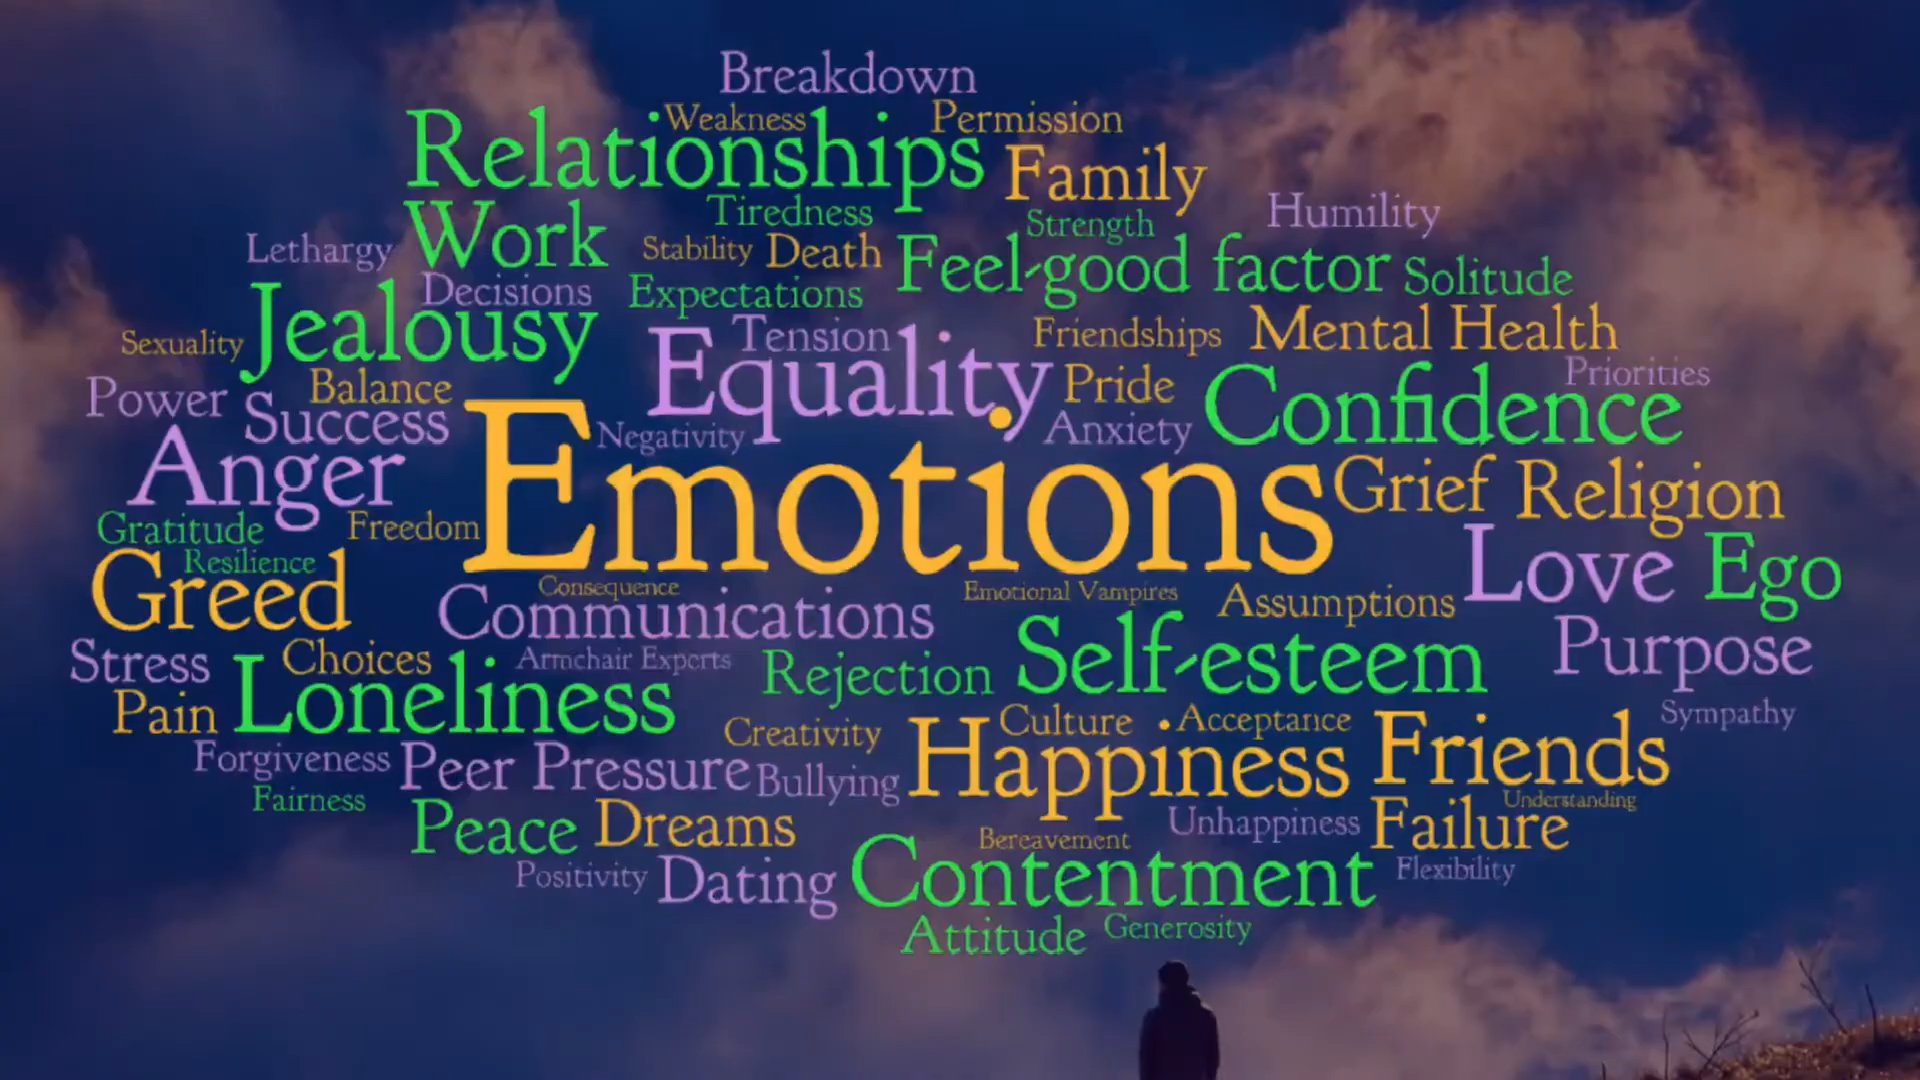 Breakdown
Weakness
Permission
Relationships
Family
Tiredness
Strength
Humility
Lethargy
Work
Stability
Death
Feel-good factor
Solitude
Decisions
Expectations
Sexuality
Jealousy
Tension
Friendships
Mental Health
Power
Balance
Equality
Pride
Priorities
Success
Negativity
Anxiety
Confidence
Anger
Emotions
Grief
Religion
Gratitude
Freedom
Resilience
Greed
Consequence
Emotional Vampires
Assumptions
Love
Ego
Communications
Stress
Choices
Armchair Experts
Rejection
Self-esteem
Purpose
Pain
Loneliness
Creativity
Culture
Acceptance
Sympathy
Forgiveness
Peer Pressure
Bullying
Happiness
Friends
Fairness
Understanding
Peace
Dreams
Bereavement
Unhappiness
Failure
Positivity
Dating
Contentment
Flexibility
Attitude
Generosity